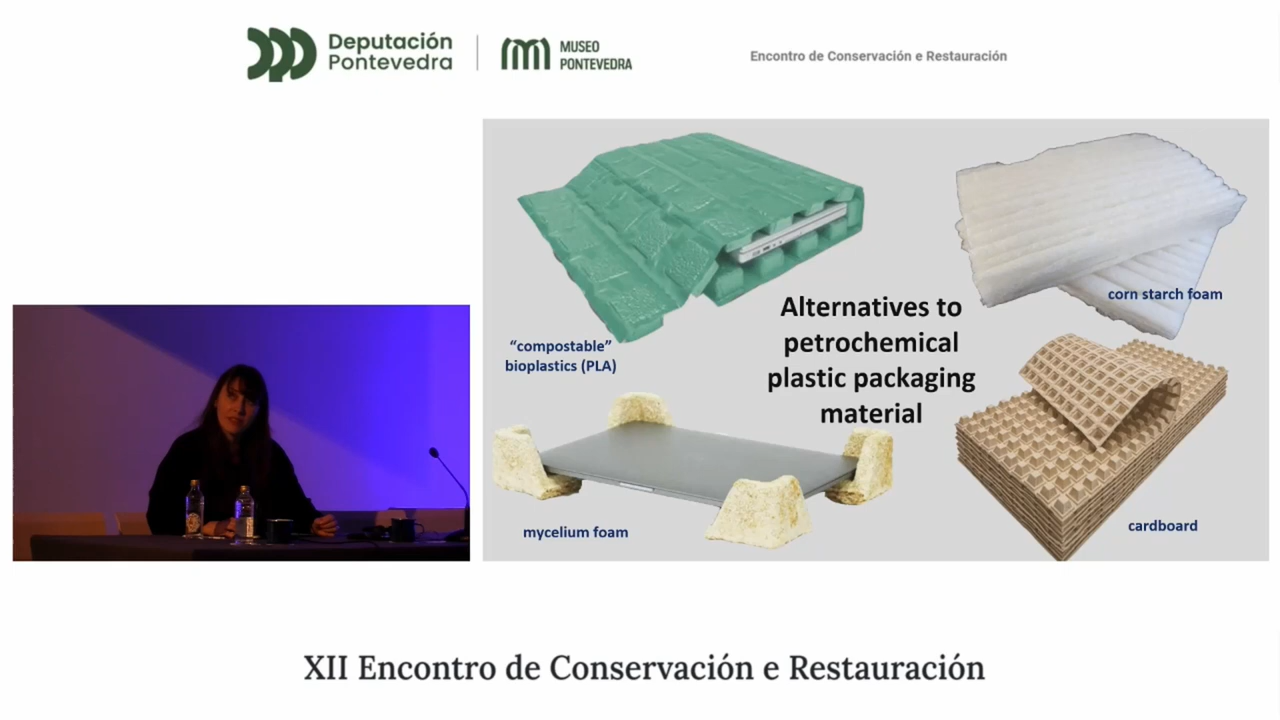 Deputación
Pontevedra
MUSEO
PONTEVEDRA
Encontro de Conservación e Restauración
corn starch foam
Alternatives to
petrochemical
plastic packaging
material
“compostable”
bioplastics (PLA)
mycelium foam
cardboard
XII Encontro de Conservación e Restauración